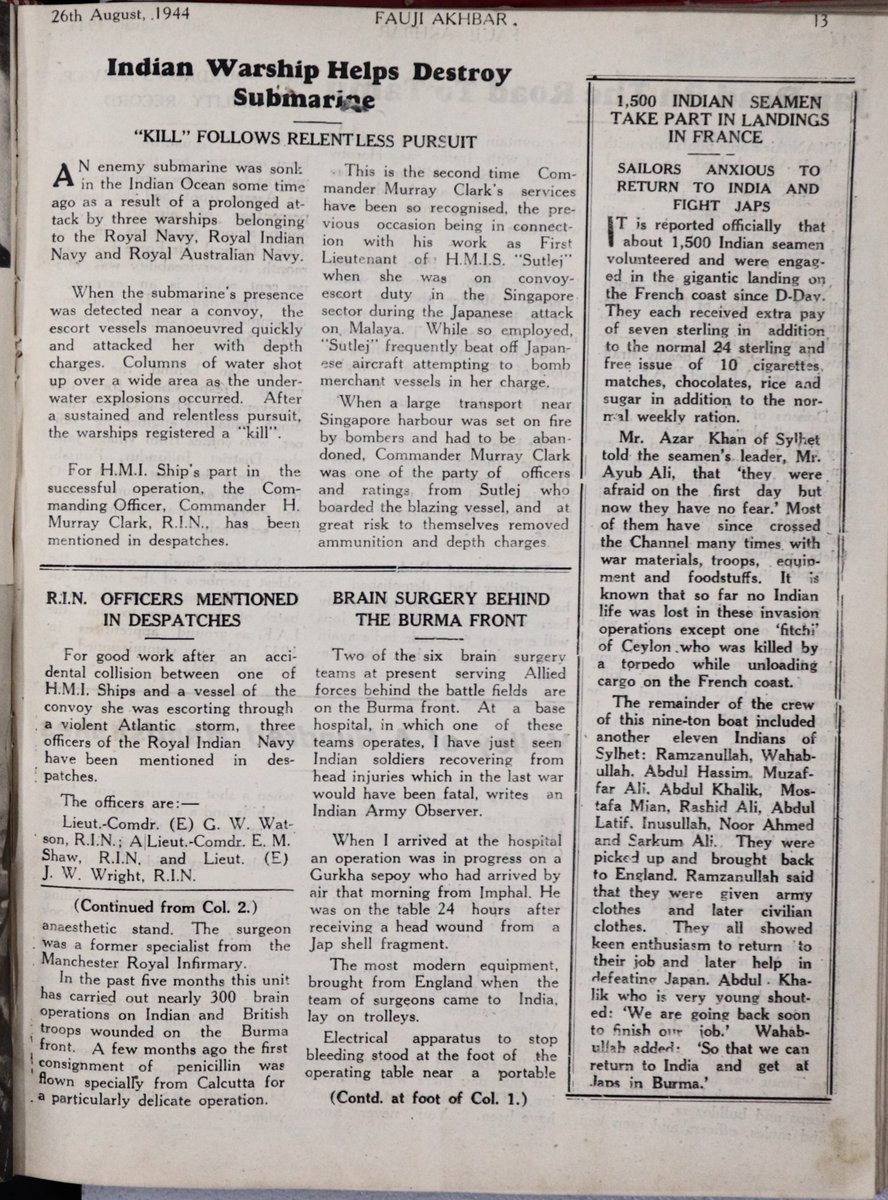 26th August, 1944
FAUJI AKHBAR.
13
Indian Warship Helps Destroy
Submarine
"KILL" FOLLOWS RELENTLESS PURSUIT
AN enemy submarine was sonk
in the Indian Ocean some time
ago as a result of a prolonged at-
tack by three warships belonging
to the Royal Navy, Royal Indian
Navy and Royal Australian Navy.
When the submarine's presence
was detected near a convoy, the
escort vessels manoeuvred quickly
and attacked her with depth
charges. Columns of water shot
up over a wide area as the under-
water explosions occurred. After
a sustained and relentless pursuit,
the warships registered a "kill".
For H.M.I. Ship's part in the
successful operation, the Com-
manding Officer, Commander H.
Murray Clark, R.I.N., has been
mentioned in despatches.
This is the second time Com-
mander Murray Clark's services
have been so recognised, the pre-
vious occasion being in connect-
ion with his work as First
Lieutenant of H.M.I.S. "Sutlej"
when she was on convoy-
escort duty in the Singapore
sector during the Japanese attack
on Malaya. While so employed,
"Sutlej" frequently beat off Japan-
ese aircraft attempting to bomb
merchant vessels in her charge.
When a large transport near
Singapore harbour was set on fire
by bombers and had to be aban-
doned, Commander Murray Clark
was one of the party of officers
and ratings from Sutlej who
boarded the blazing vessel, and at
great risk to themselves removed
ammunition and depth charges
R.I.N. OFFICERS MENTIONED
IN DESPATCHES
For good work after an acci-
dental collision between one of
H.M.I. Ships and a vessel of the
convoy she was escorting through
a violent Atlantic storm, three
officers of the Royal Indian Navy
have been mentioned in des-
patches.
The officers are:—
Lieut.-Comdr. (E) G. W. Wat-
son, R.I.N.; A|Lieut.-Comdr. E. M.
Shaw, R.I.N. and Lieut. (E)
J. W. Wright, R.I.N.
(Continued from Col. 2.)
anaesthetic stand. The surgeon
was a former specialist from the
Manchester Royal Infirmary.
In the past five months this unit
has carried out nearly 300 brain
operations on Indian and British
troops wounded on the Burma
front. A few months ago the first
consignment of penicillin was
flown specially from Calcutta for
a particularly delicate operation.
BRAIN SURGERY BEHIND
THE BURMA FRONT
Two of the six brain surgery
teams at present serving Allied
forces behind the battle fields are
on the Burma front. At a base
hospital, in which one of these
teams operates, I have just seen
Indian soldiers recovering from
head injuries which in the last war
would have been fatal, writes an
Indian Army Observer.
When I arrived at the hospital
an operation was in progress on a
Gurkha sepoy who had arrived by
air that morning from Imphal. He
was on the table 24 hours after
receiving a head wound from a
Jap shell fragment.
The most modern equipment,
brought from England when the
team of surgeons came to India,
lay on trolleys.
Electrical apparatus to stop
bleeding stood at the foot of the
operating table near a portable
(Contd. at foot of Col. 1.)
1,500 INDIAN SEAMEN
TAKE PART IN LANDINGS
IN FRANCE
SAILORS ANXIOUS TO
RETURN TO INDIA AND
FIGHT JAPS
IT is reported officially that
about 1,500 Indian seamen
volunteered and were engag-
ed in the gigantic landing on
the French coast since D-Day.
They each received extra pay
of seven sterling in addition
to the normal 24 sterling and
free issue of 10 cigarettes,
matches, chocolates, rice and
sugar in addition to the nor-
mal weekly ration.
Mr. Azar Khan of Sylhet
told the seamen's leader, Mr.
Ayub Ali, that 'they were
afraid on the first day but
now they have no fear.' Most
of them have since crossed
the Channel many times with
war materials, troops, equip-
ment and foodstuffs. It is
known that so far no Indian
life was lost in these invasion
operations except one 'fitchi'
of Ceylon who was killed by
a torpedo while unloading
cargo on the French coast.
The remainder of the crew
of this nine-ton boat included
another eleven Indians of
Sylhet: Ramzanullah, Wahab-
ullah, Abdul Hassim, Muzaf-
far Ali, Abdul Khalik, Mos-
tafa Mian, Rashid Ali, Abdul
Latif, Inusullah, Noor Ahmed
and Sarkum Ali. They were
picked up and brought back
to England. Ramzanullah said
that they were given army
clothes and later civilian
clothes. They all showed
keen enthusiasm to return to
their job and later help in
defeating Japan. Abdul Kha-
lik who is very young shout-
ed: 'We are going back soon
to finish our job.' Wahab-
ullah added: 'So that we can
return to India and get at
Japs in Burma.'